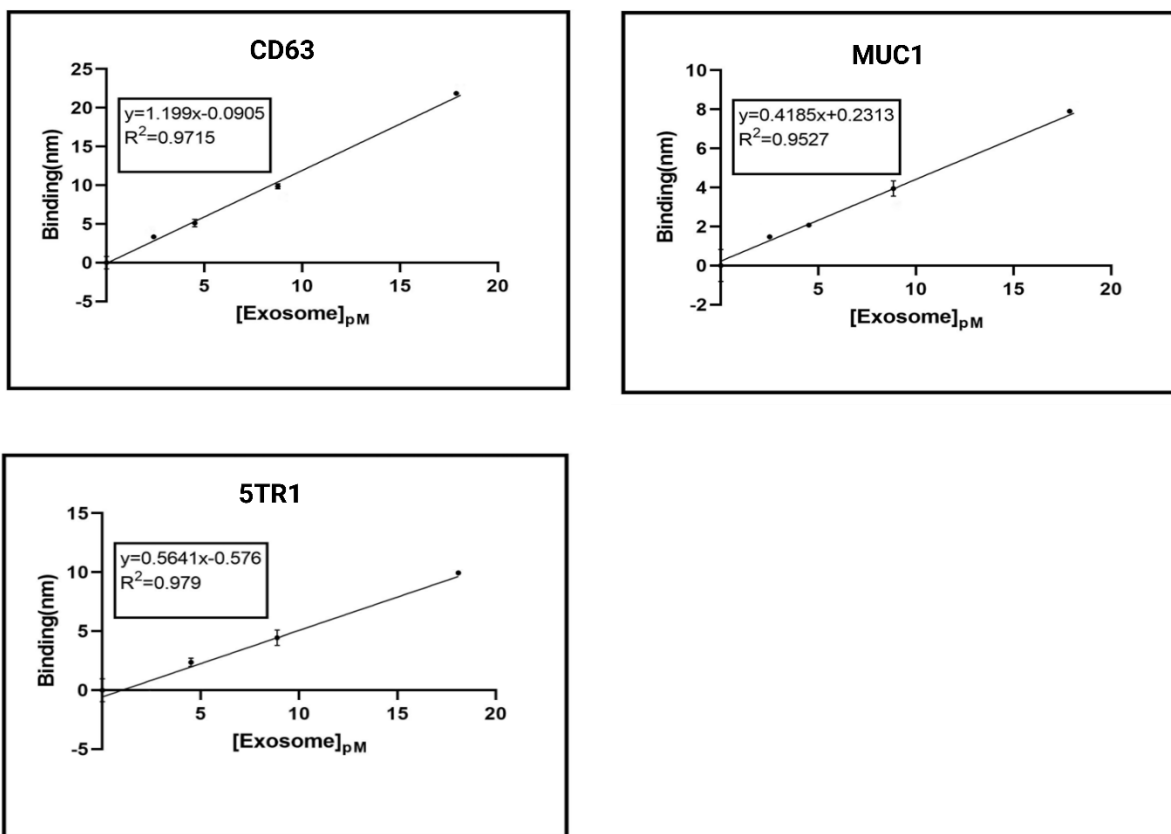 CD63
25
20
15
10
5
0
-5
y=1.199x-0.0905
R²=0.9715
Binding(nm)
5
10
15
20
[Exosome]pM
MUC1
10
8
6
4
2
0
-2
y=0.4185x+0.2313
R²=0.9527
Binding(nm)
5
10
15
20
[Exosome]pM
5TR1
15
10
5
0
-5
y=0.5641x-0.576
R²=0.979
Binding(nm)
5
10
15
20
[Exosome]pM